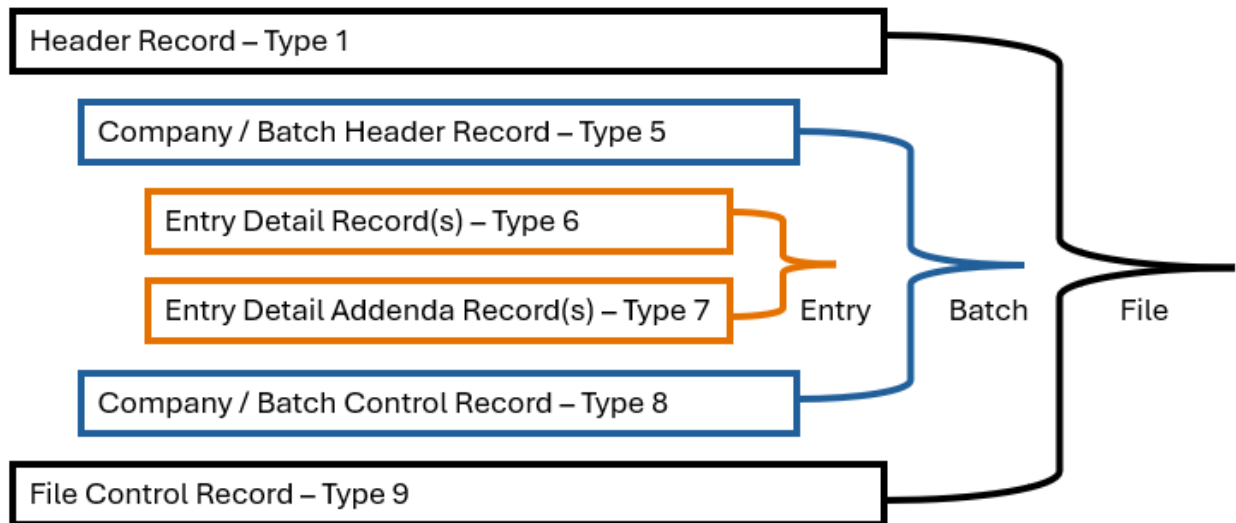 Header Record – Type 1
Company / Batch Header Record – Type 5
Entry Detail Record(s) – Type 6
Entry Detail Addenda Record(s) – Type 7
Entry
Batch
File
Company / Batch Control Record – Type 8
File Control Record – Type 9